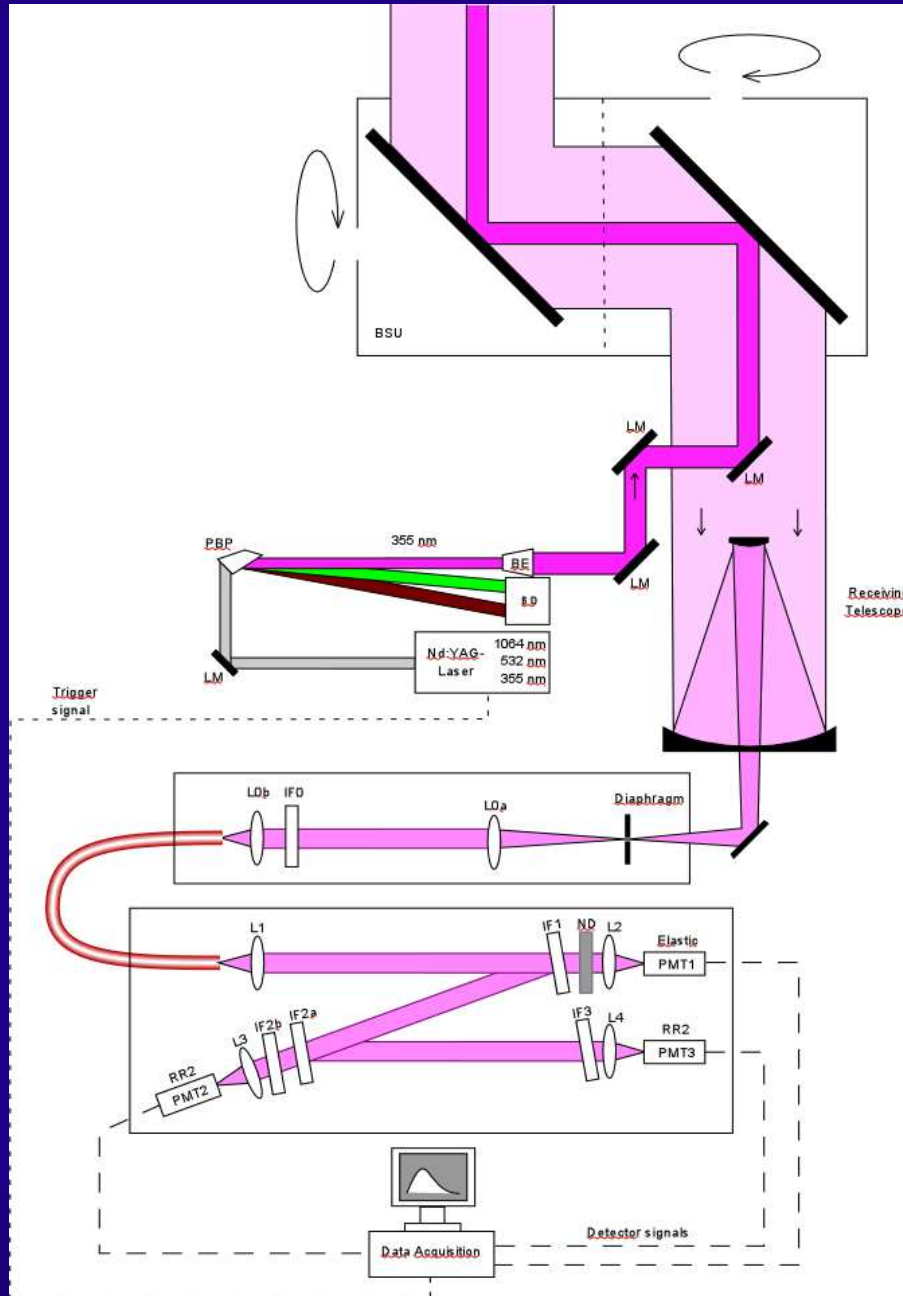 BSU
LM
LM
PBP
355 nm
BE
LM
BD
Receiving
Telescope
Nd:YAG-
Laser
1064 nm
532 nm
355 nm
LM
Trigger
signal
L0b
IF0
L0a
Diaphragm
L1
IF1
ND
L2
Elastic
PMT1
L3
IF2b
IF2a
IF3
L4
RR2
PMT3
RR2
PMT2
Detector signals
Data Acquisition